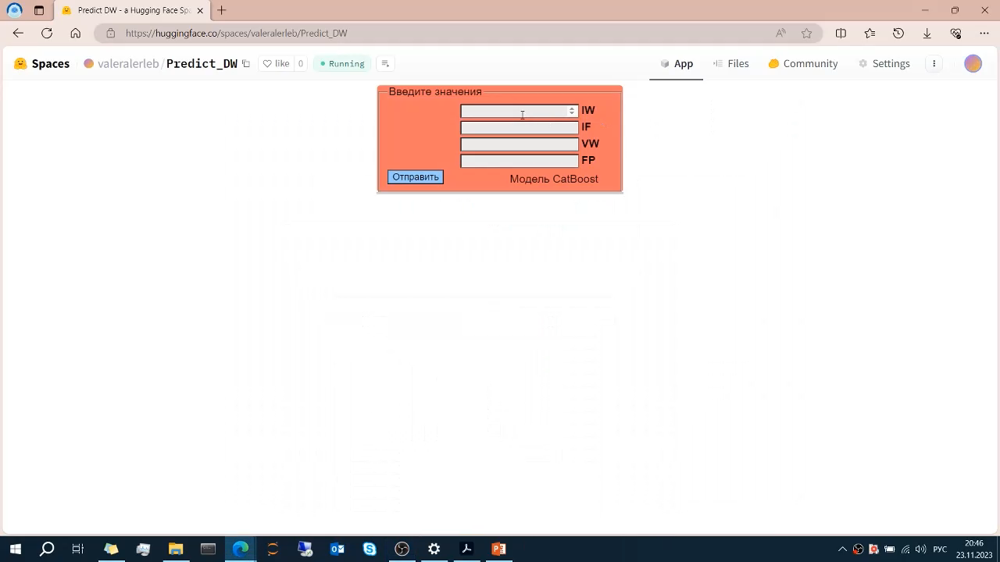 Predict DW - a Hugging Face Spac
https://huggingface.co/spaces/valeralerleb/Predict_DW
Spaces valeralerleb/Predict_DW like 0 Running App Files Community Settings
Введите значения
IW
IF
VW
FP
Отправить
Модель CatBoost
РУС
20:46
23.11.2023